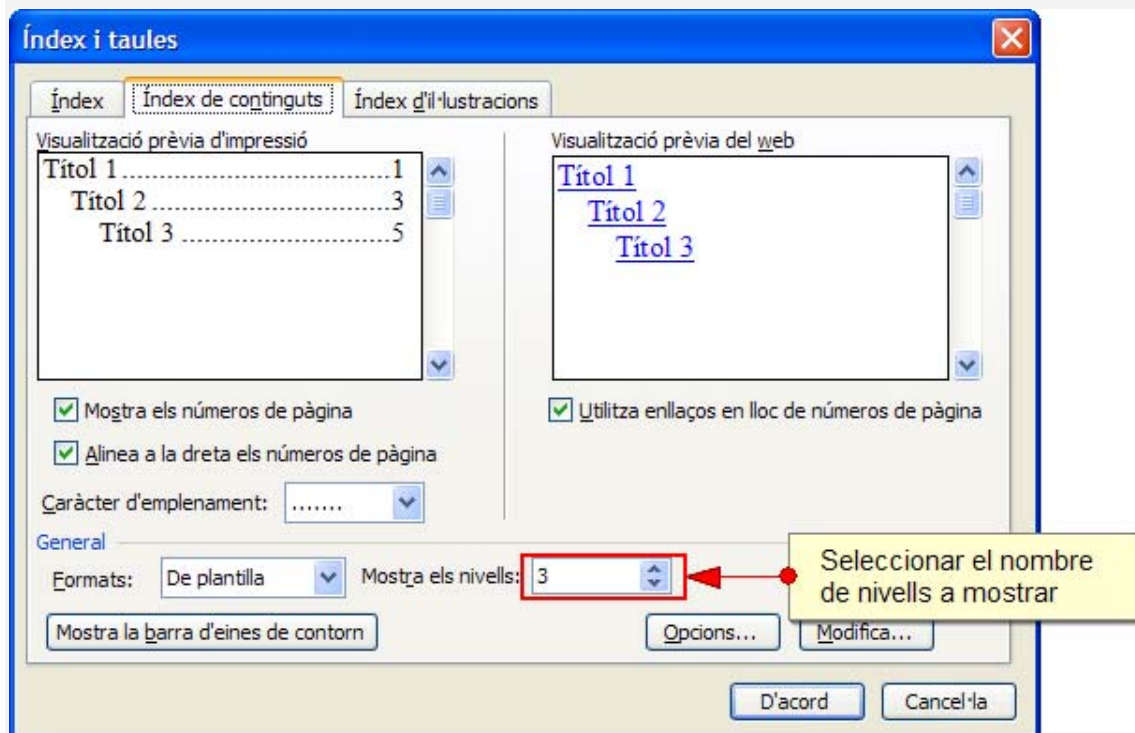 Índex i taules
Índex
Índex de continguts
Índex d'il·lustracions
Visualització prèvia d'impressió
Títol 1..................................1
Títol 2..............................3
Títol 3..........................5
Visualització prèvia del web
Títol 1
Títol 2
Títol 3
Mostra els números de pàgina
Alinea a la dreta els números de pàgina
Caràcter d'emplenament: .......
Utilitza enllaços en lloc de números de pàgina
General
Formats: De plantilla
Mostra els nivells: 3
Seleccionar el nombre
de nivells a mostrar
Mostra la barra d'eines de contorn
Opcions...
Modifica...
D'acord
Cancel·la